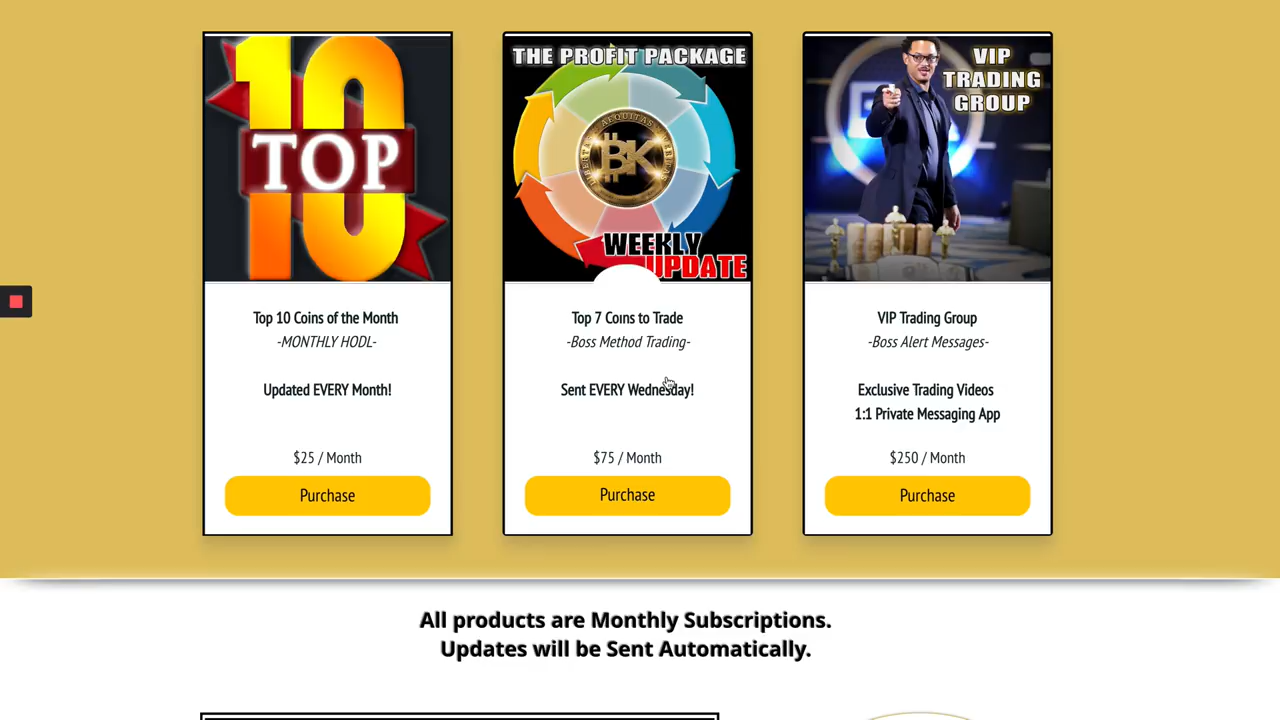 10
TOP
Top 10 Coins of the Month
-MONTHLY HODL-
Updated EVERY Month!
$25 / Month
Purchase
THE PROFIT PACKAGE
AEQUITAS
VERITAS
LIBERTAS
BK
WEEKLY
UPDATE
Top 7 Coins to Trade
-Boss Method Trading-
Sent EVERY Wednesday!
$75 / Month
Purchase
VIP
TRADING
GROUP
VIP Trading Group
-Boss Alert Messages-
Exclusive Trading Videos
1:1 Private Messaging App
$250 / Month
Purchase
All products are Monthly Subscriptions.
Updates will be Sent Automatically.